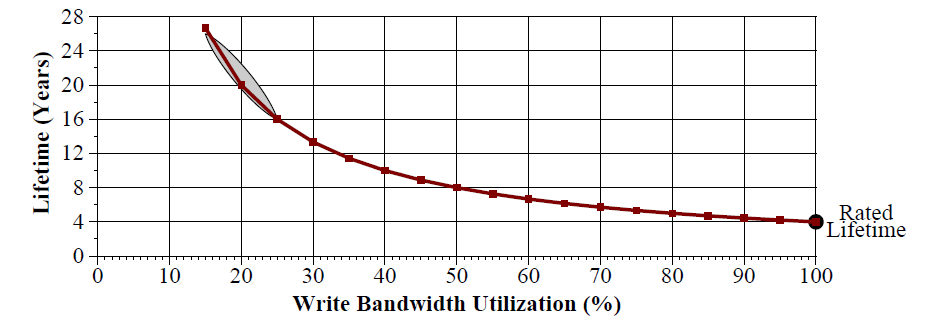 28
24
20
16
12
8
4
0
Lifetime (Years)
Rated
Lifetime
0 10 20 30 40 50 60 70 80 90 100
Write Bandwidth Utilization (%)